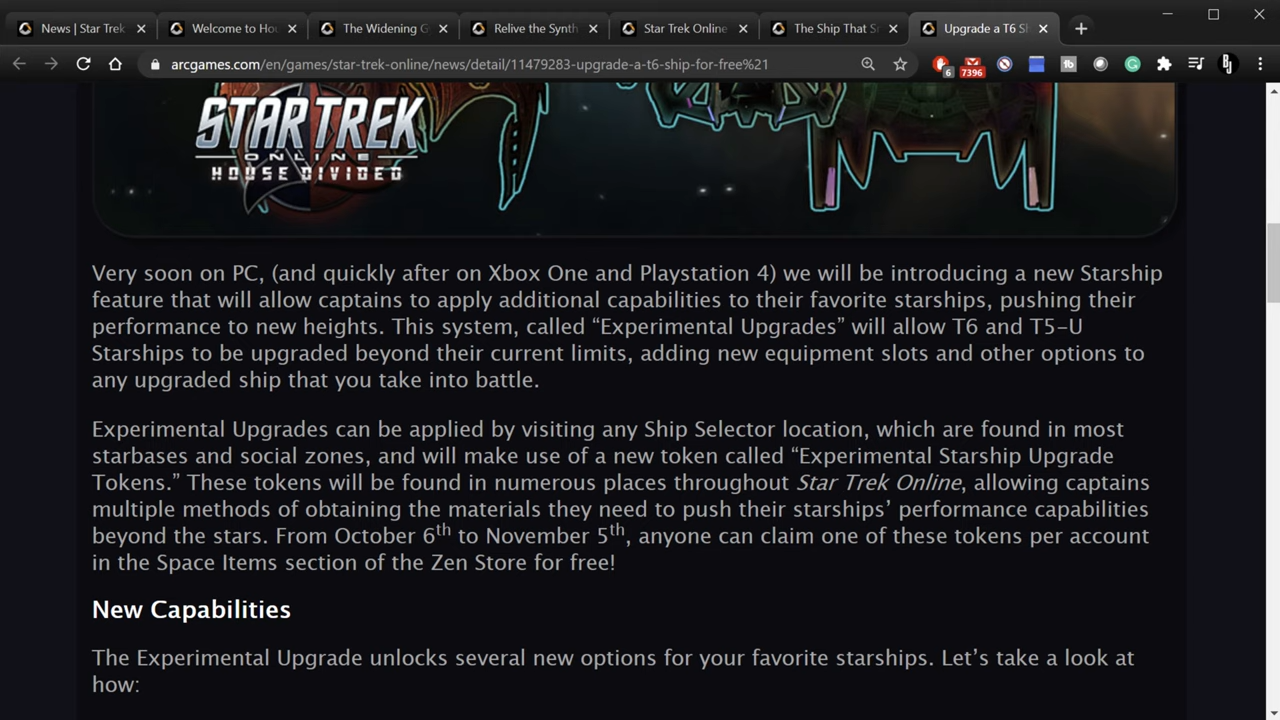 News | Star Trek
Welcome to Hou
The Widening G
Relive the Synth
Star Trek Online
The Ship That S
Upgrade a T6 Sh
arcgames.com/en/games/star-trek-online/news/detail/11479283-upgrade-a-t6-ship-for-free%21
6
7396
tb
STAR TREK
ONLINE
HOUSE DIVIDED
Very soon on PC, (and quickly after on Xbox One and Playstation 4) we will be introducing a new Starship
feature that will allow captains to apply additional capabilities to their favorite starships, pushing their
performance to new heights. This system, called “Experimental Upgrades” will allow T6 and T5-U
Starships to be upgraded beyond their current limits, adding new equipment slots and other options to
any upgraded ship that you take into battle.
Experimental Upgrades can be applied by visiting any Ship Selector location, which are found in most
starbases and social zones, and will make use of a new token called “Experimental Starship Upgrade
Tokens.” These tokens will be found in numerous places throughout Star Trek Online, allowing captains
multiple methods of obtaining the materials they need to push their starships’ performance capabilities
beyond the stars. From October 6th to November 5th, anyone can claim one of these tokens per account
in the Space Items section of the Zen Store for free!
New Capabilities
The Experimental Upgrade unlocks several new options for your favorite starships. Let’s take a look at
how: